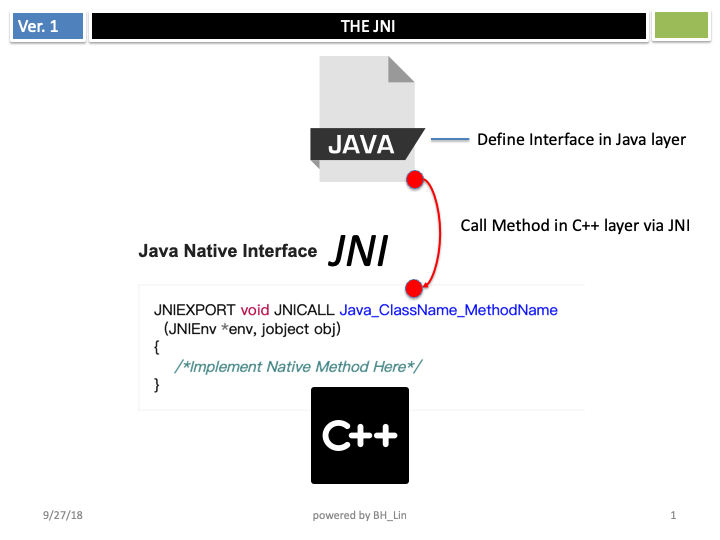 Ver. 1
THE JNI
JAVA
Define Interface in Java layer
Call Method in C++ layer via JNI
Java Native Interface JNI
JNIEXPORT void JNICALL Java_ClassName_MethodName
(JNIEnv *env, jobject obj)
{
/*Implement Native Method Here*/
}
C++
9/27/18
powered by BH_Lin
1